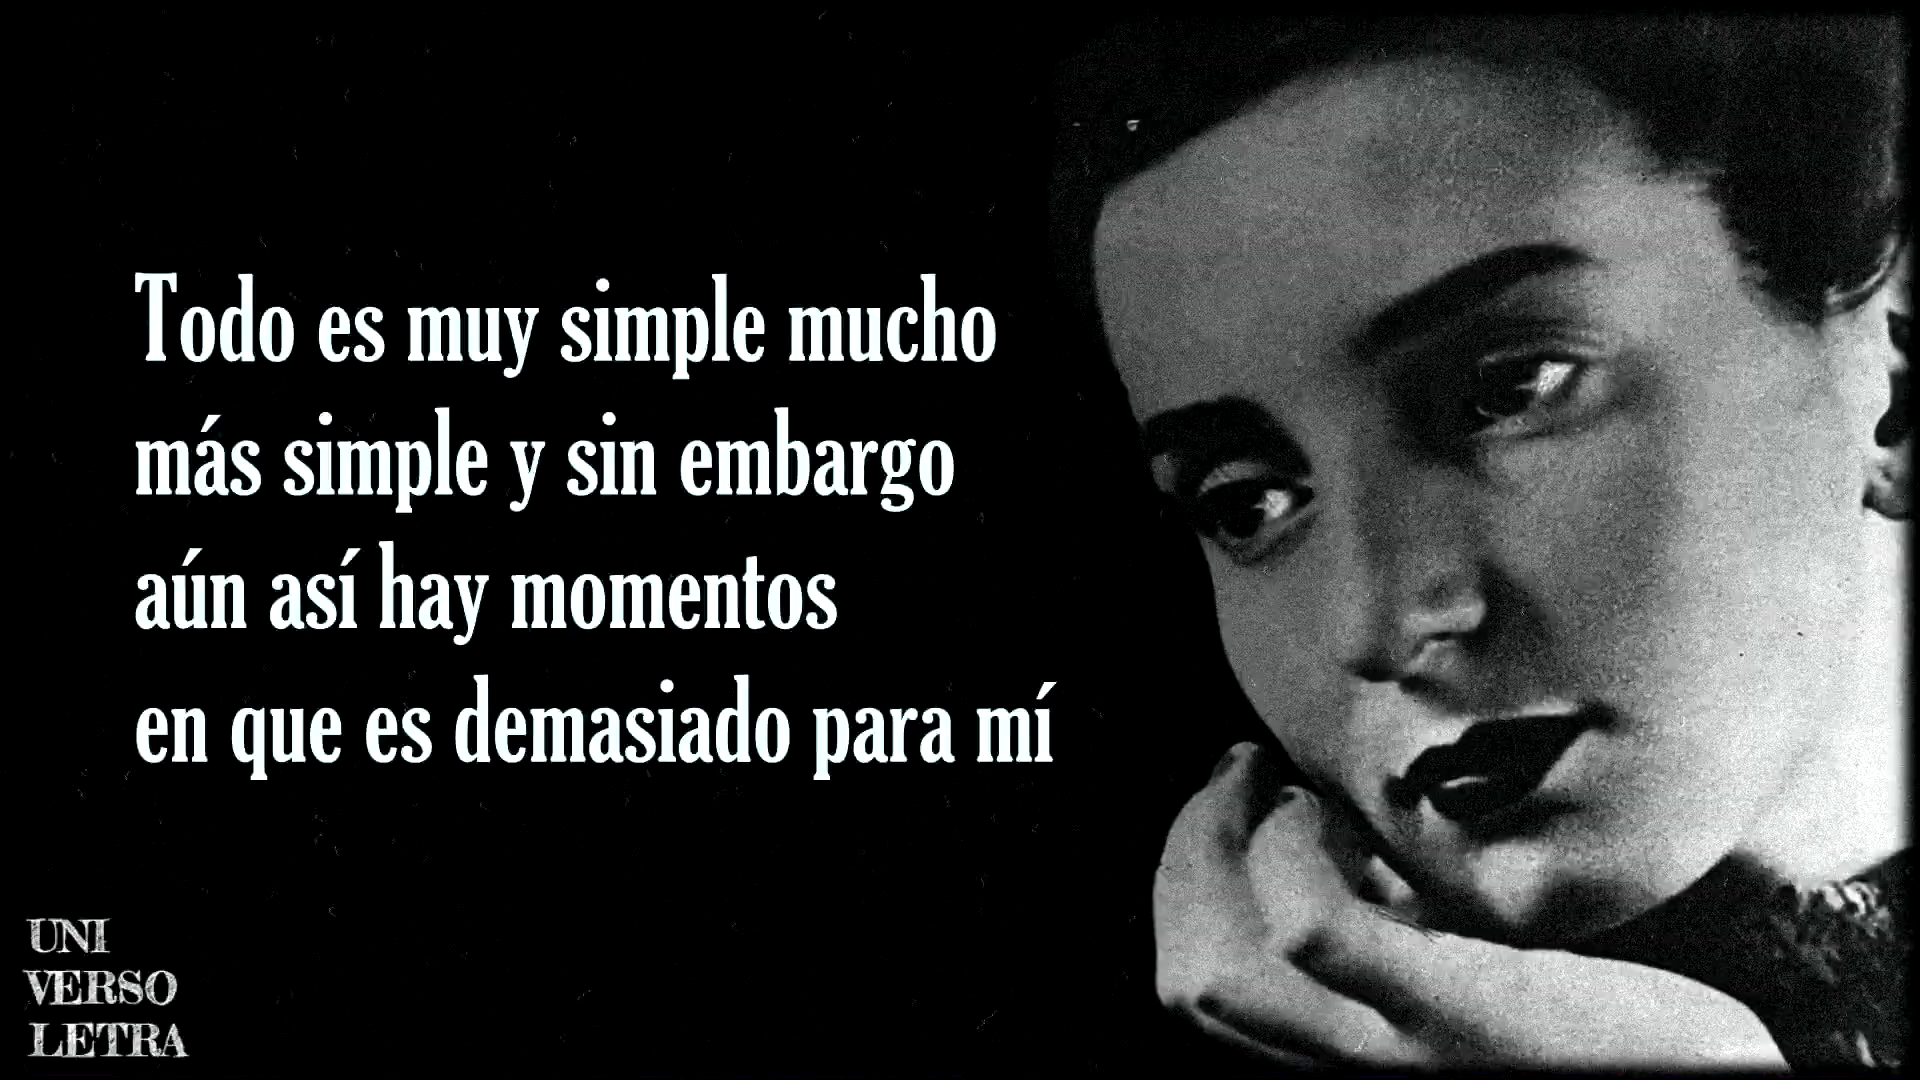 Todo es muy simple mucho
más simple y sin embargo
aún así hay momentos
en que es demasiado para mí
UNI
VERSO
LETRA